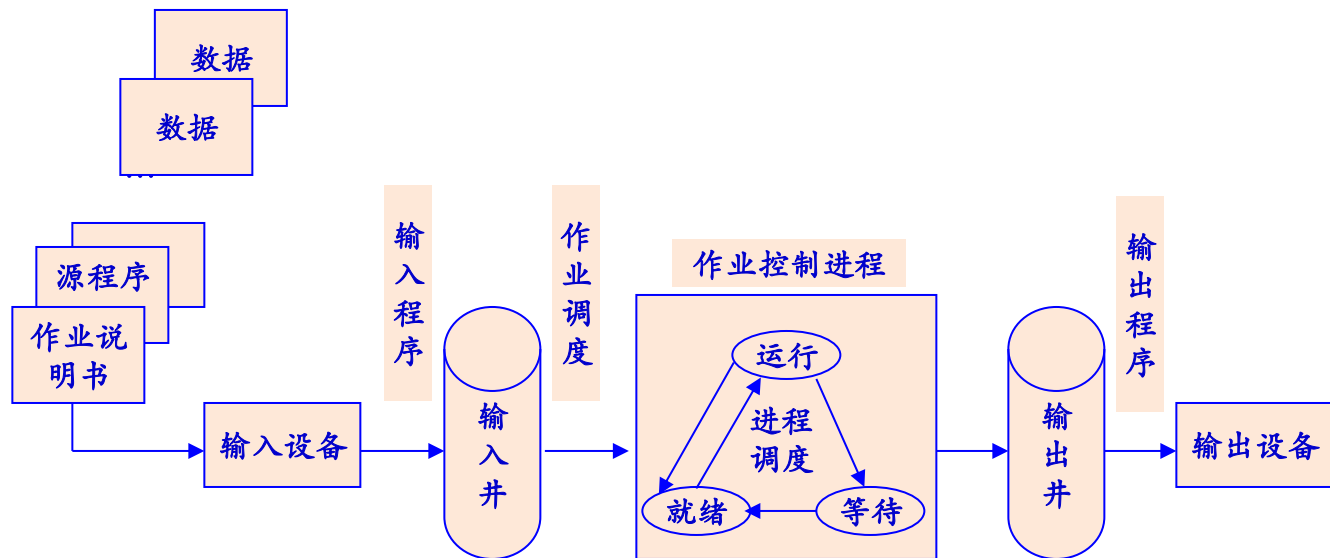 数据
数据
…
源程序
作业说
明书
输入设备
输入程序
输入井
作业调度
作业控制进程
运行
进程
调度
就绪
等待
输出井
输出程序
输出设备